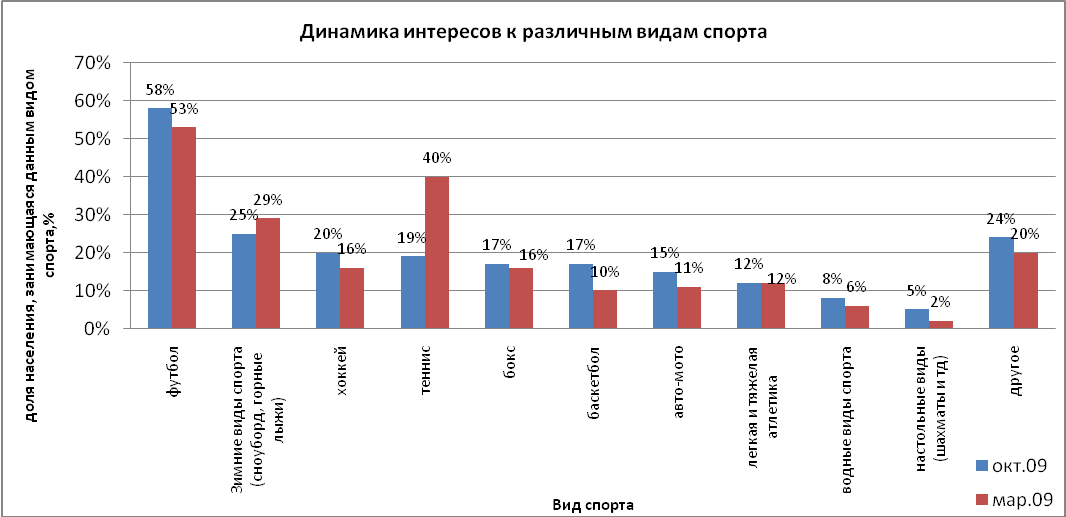 Динамика интересов к различным видам спорта
доля населения, занимающаяся данным видом
спорта,%
70%
60%
50%
40%
30%
20%
10%
0%
58%
53%
25%
29%
20%
16%
19%
40%
17%
16%
17%
10%
15%
11%
12%
12%
8%
6%
5%
2%
24%
20%
футбол
Зимние виды спорта
(сноуборд, горные
лыжи)
хоккей
теннис
бокс
баскетбол
авто-мото
легкая и тяжелая
атлетика
водные виды спорта
настольные виды
(шахматы и тд)
другое
Вид спорта
окт.09
мар.09